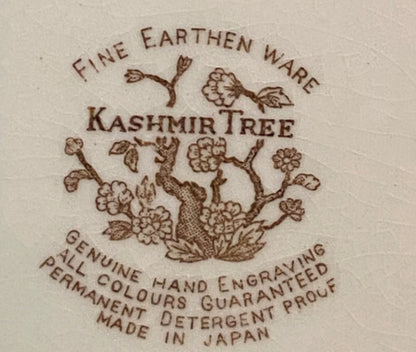 FINE EARTHEN WARE
KASHMIR TREE
GENUINE HAND ENGRAVING
ALL COLOURS GUARANTEED
PERMANENT DETERGENT PROOF
MADE IN JAPAN